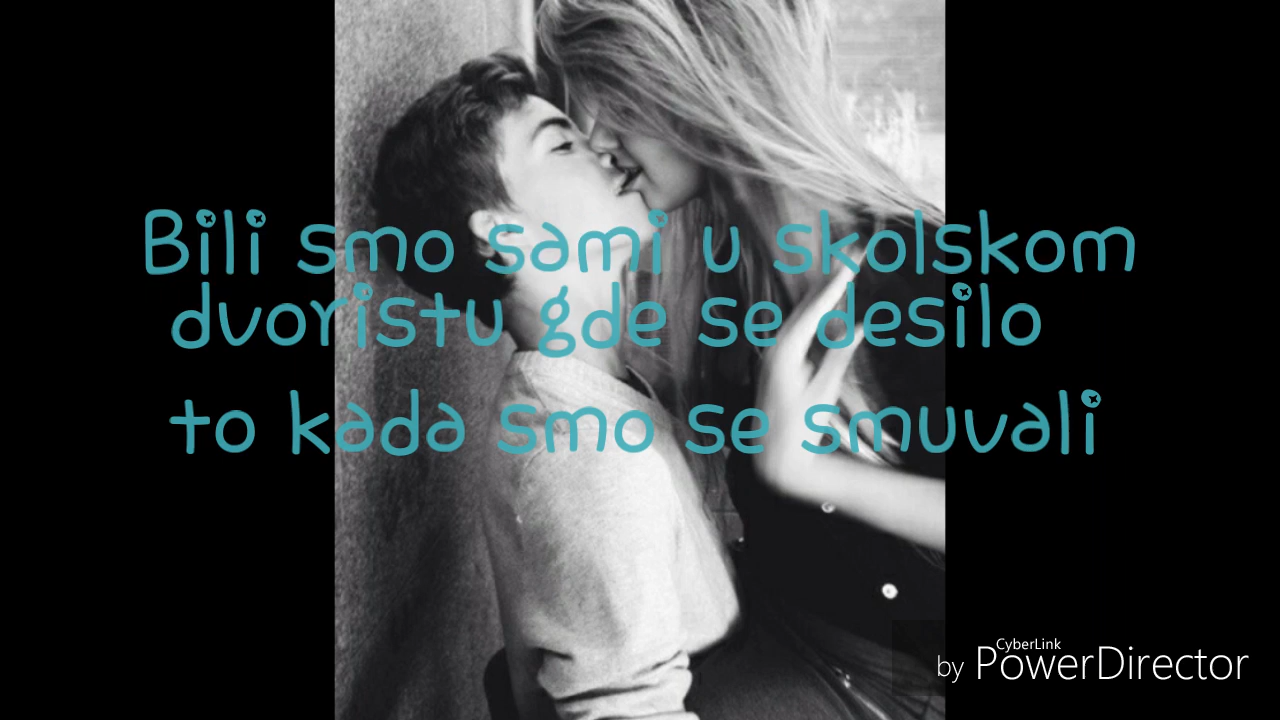 Bili smo sami u skolskom
dvoristu gde se desilo
to kada smo se smuvali
CyberLink
by PowerDirector